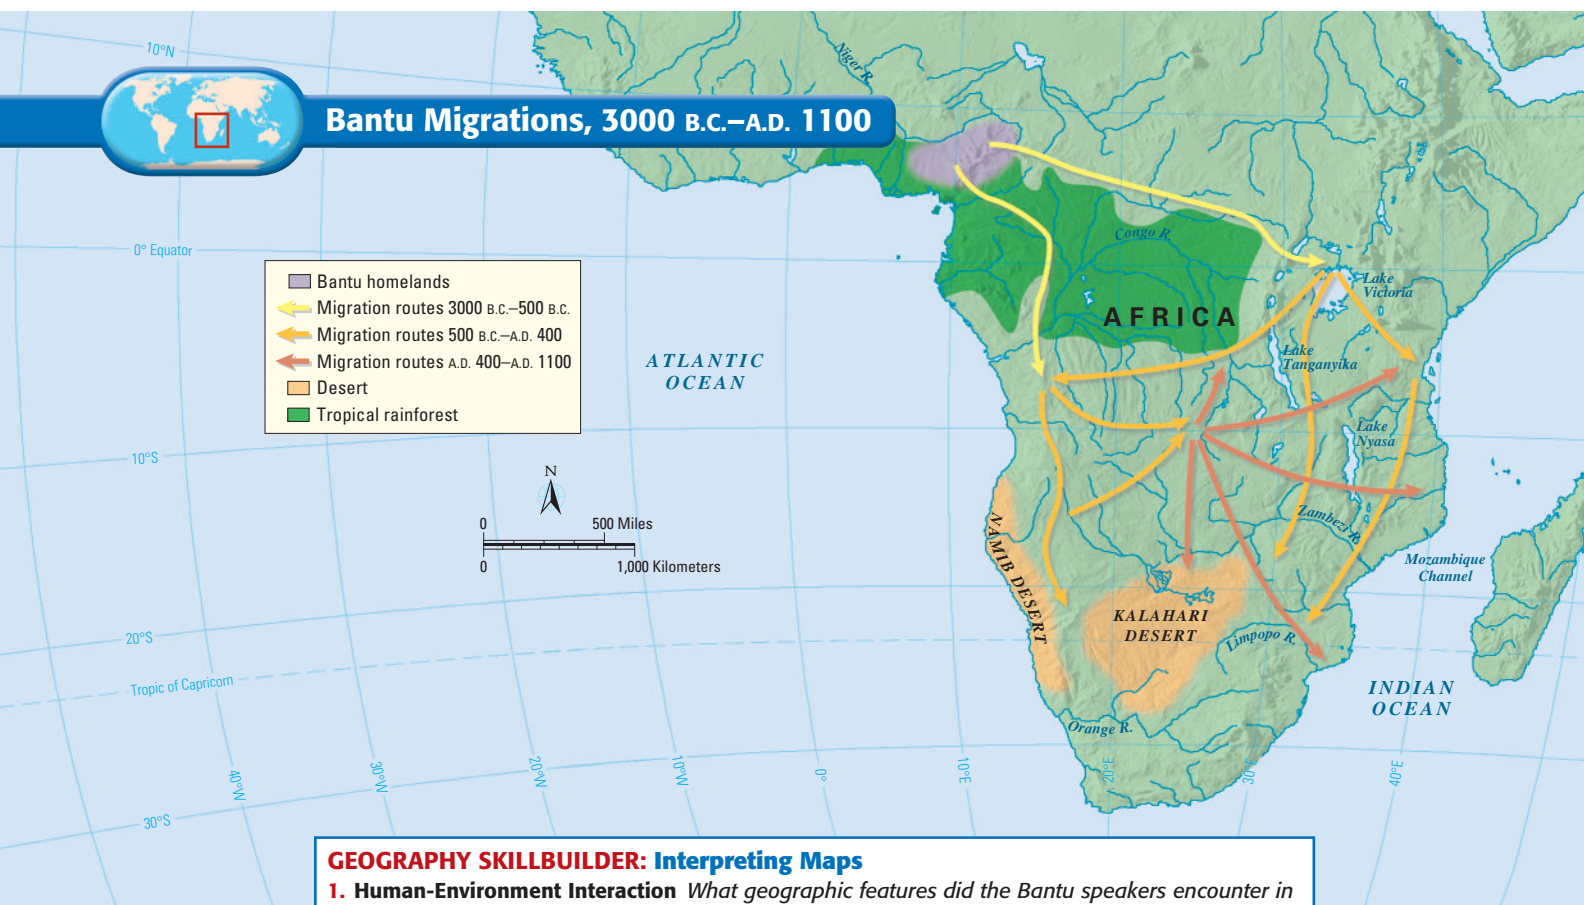 Bantu Migrations, 3000 B.C.–A.D. 1100
10°N
Niger R.
0° Equator
Bantu homelands
Migration routes 3000 B.C.–500 B.C.
Migration routes 500 B.C.–A.D. 400
Migration routes A.D. 400–A.D. 1100
Desert
Tropical rainforest
Congo R.
AFRICA
Lake
Victoria
Lake
Tanganyika
ATLANTIC
OCEAN
Lake
Nyasa
10°S
N
0
500 Miles
0
1,000 Kilometers
Zambezi R.
NAMIB DESERT
Mozambique
Channel
KALAHARI
DESERT
Limpopo R.
20°S
Tropic of Capricorn
INDIAN
OCEAN
Orange R.
40°W
30°W
20°W
10°W
0°
10°E
20°E
30°E
40°E
30°S
GEOGRAPHY SKILLBUILDER: Interpreting Maps
1. Human-Environment Interaction What geographic features did the Bantu speakers encounter in